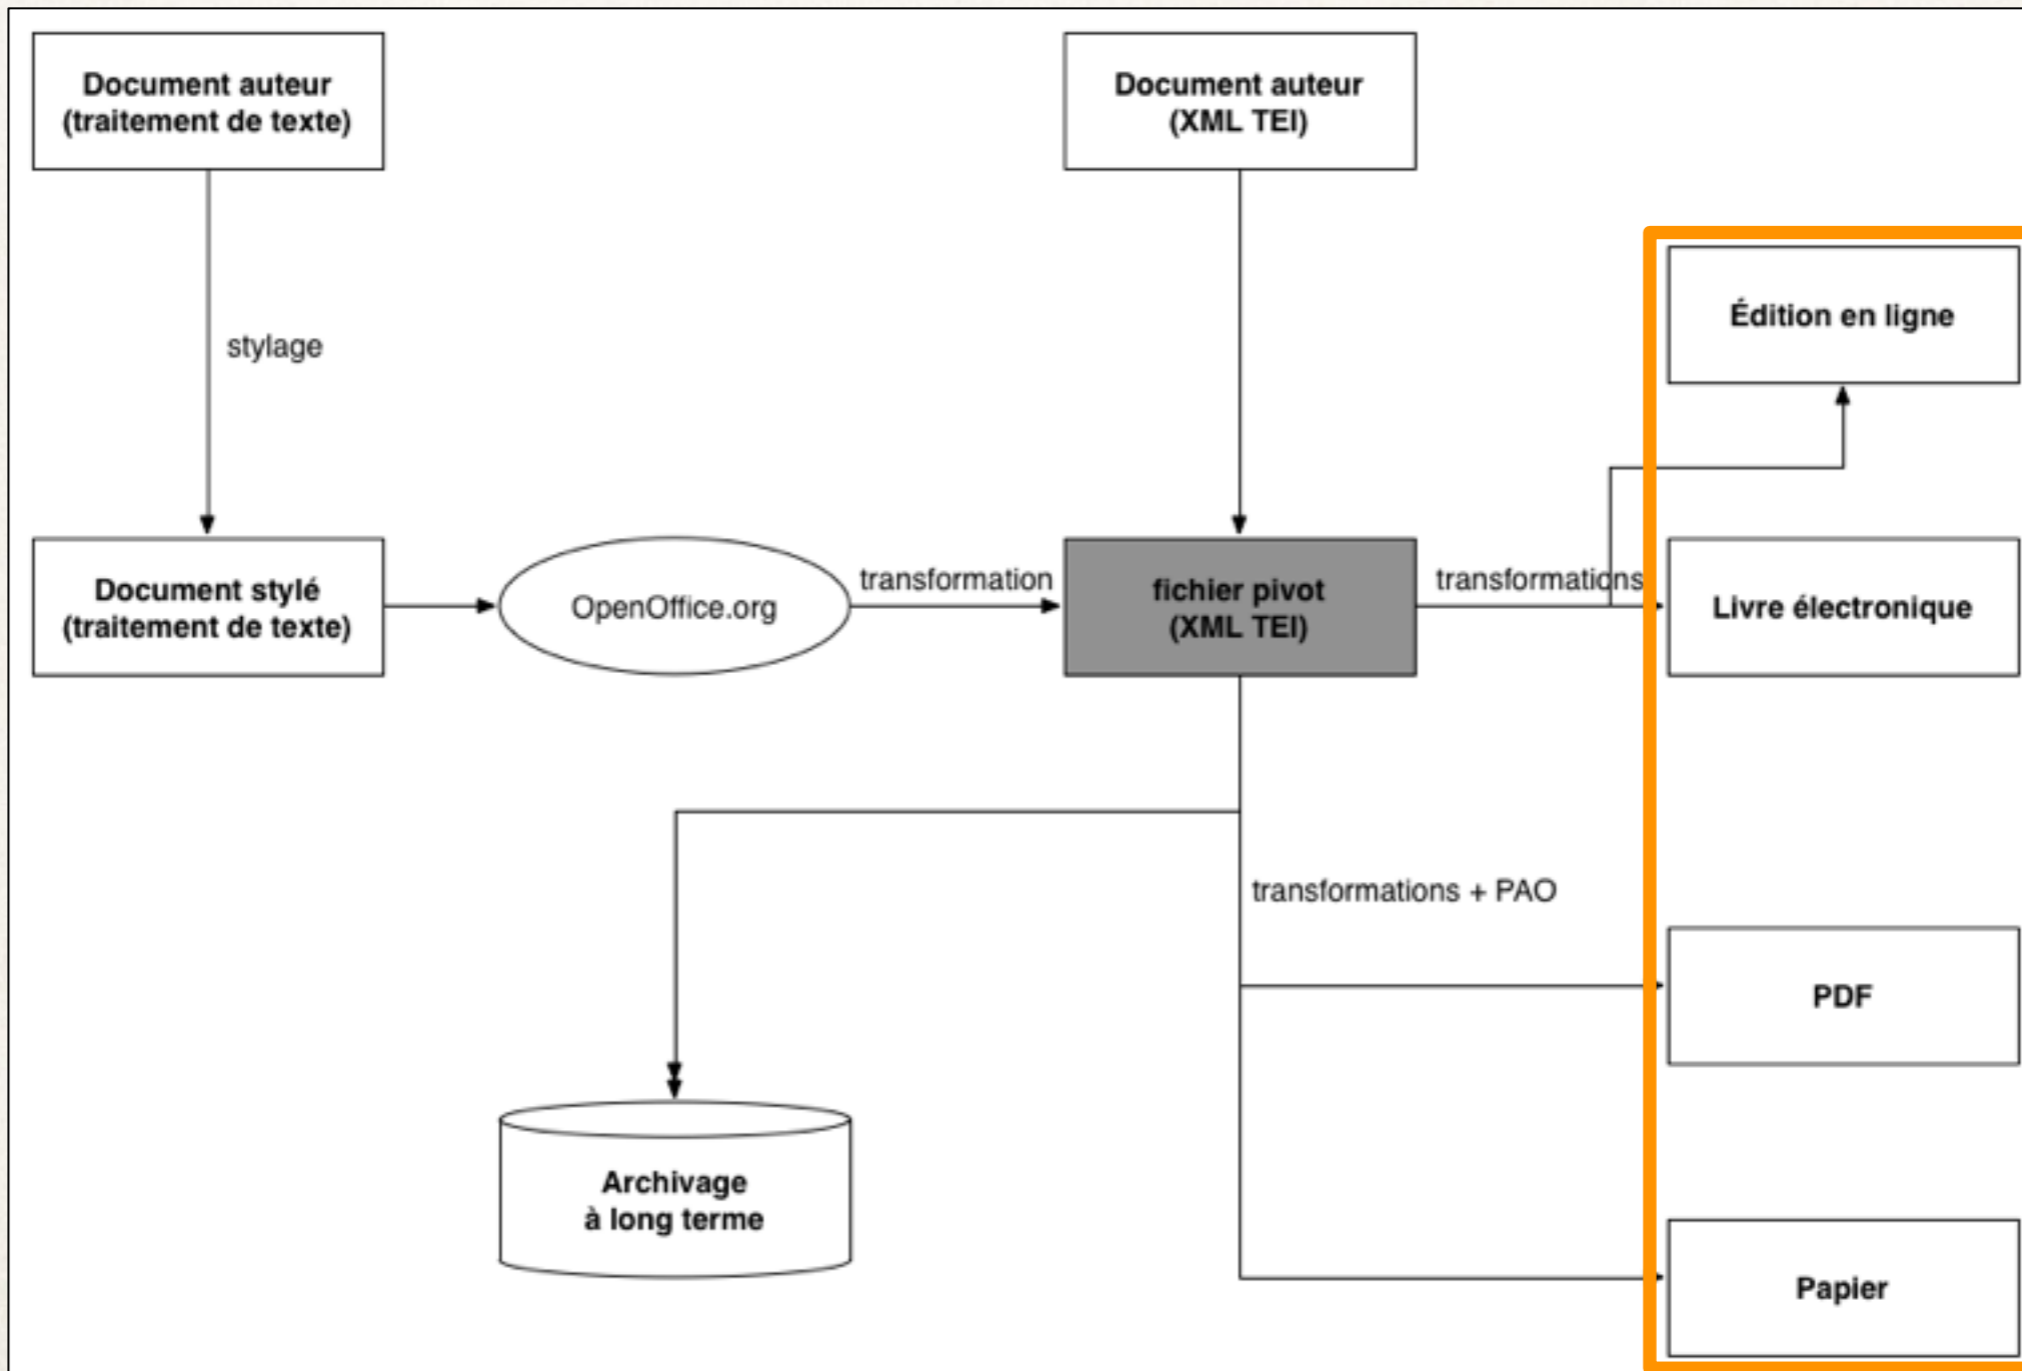 Document auteur
(traitement de texte)
Document auteur
(XML TEI)
Édition en ligne
stylage
Document stylé
(traitement de texte)
OpenOffice.org
transformation
fichier pivot
(XML TEI)
transformations
Livre électronique
transformations + PAO
PDF
Archivage
à long terme
Papier